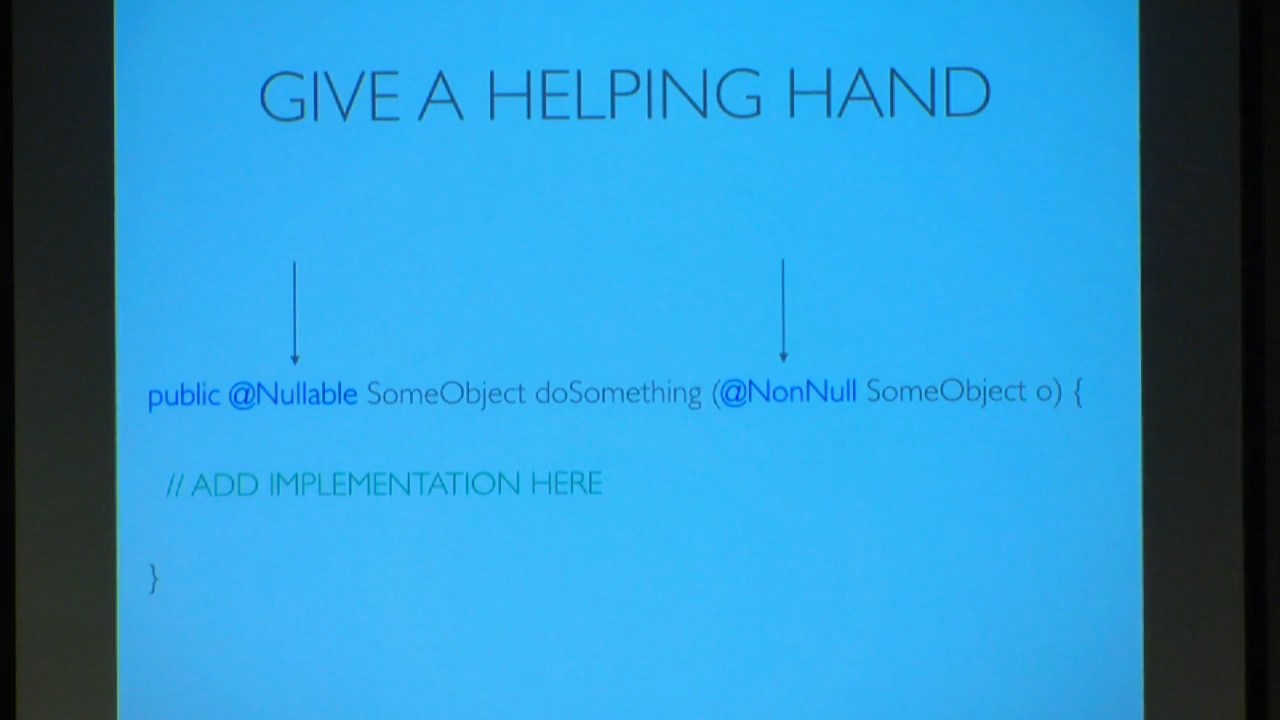 GIVE A HELPING HAND
public @Nullable SomeObject doSomething (@NonNull SomeObject o) {
// ADD IMPLEMENTATION HERE
}